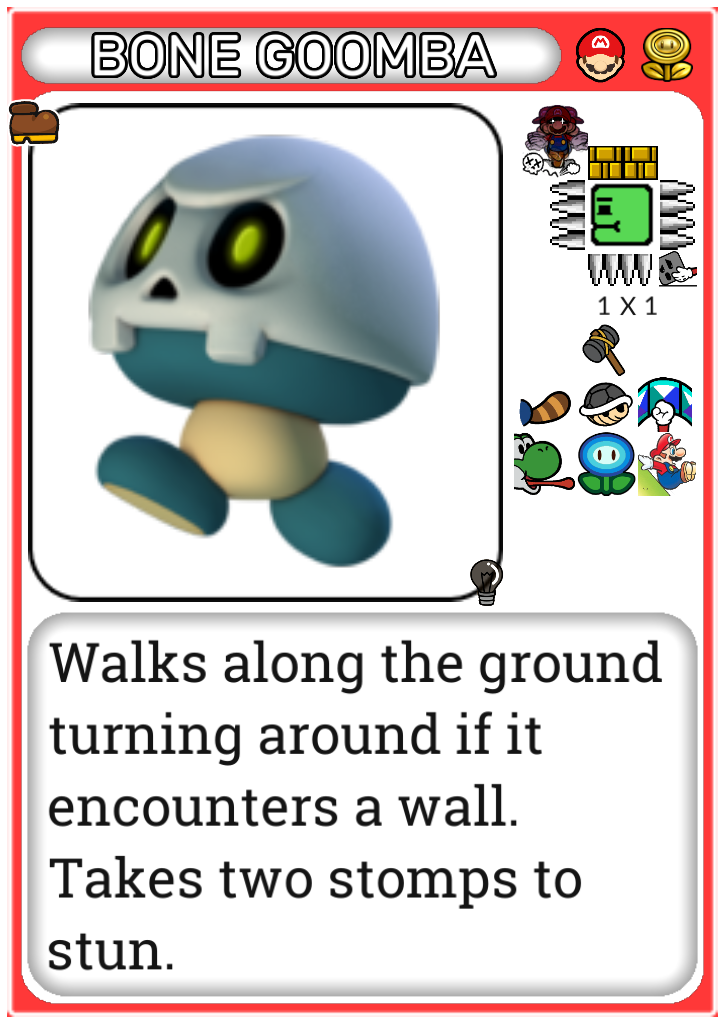 BONE GOOMBA
1 X 1
Walks along the ground
turning around if it
encounters a wall.
Takes two stomps to
stun.